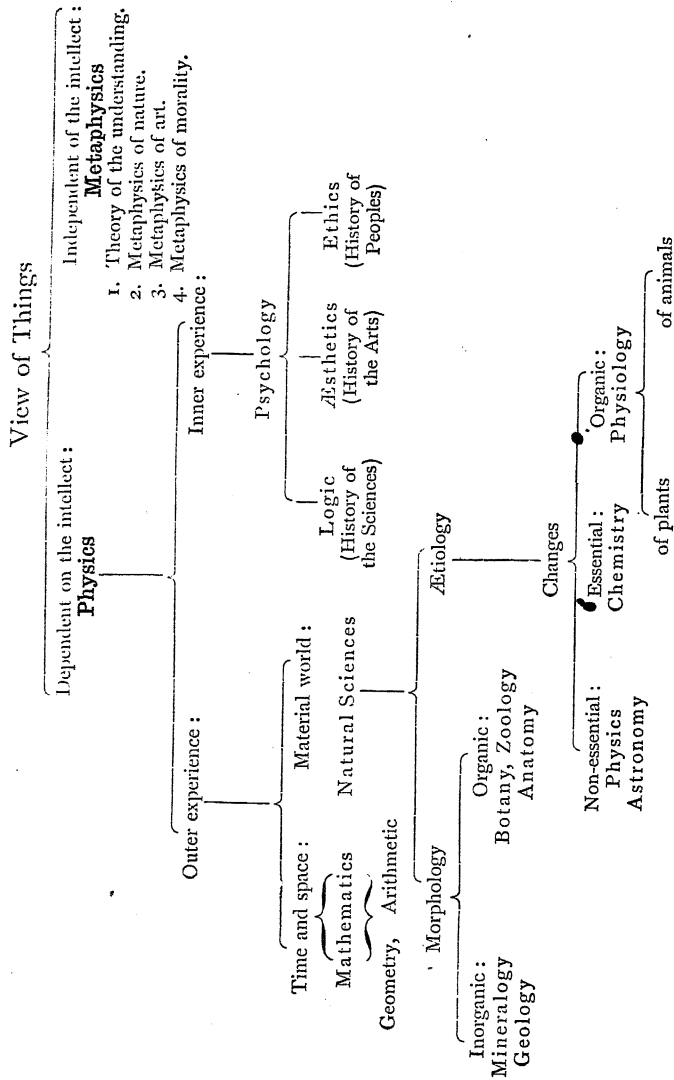 View of Things
Dependent on the intellect:
Physics
Independent of the intellect:
Metaphysics
1. Theory of the understanding.
2. Metaphysics of nature.
3. Metaphysics of art.
4. Metaphysics of morality.
Outer experience:
Inner experience:
Time and space:
Mathematics
Geometry, Arithmetic
Material world:
Natural Sciences
Psychology
Logic
(History of
the Sciences)
Æsthetics
(History of
the Arts)
Ethics
(History of
Peoples)
Morphology
Ætiology
Inorganic:
Mineralogy
Geology
Organic:
Botany, Zoology
Anatomy
Changes
Non-essential:
Physics
Astronomy
Essential:
Chemistry
Organic:
Physiology
of plants
of animals